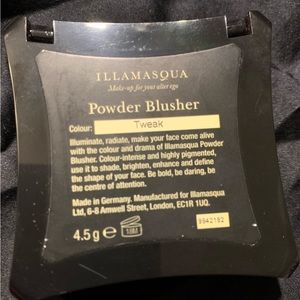 ILLAMASQUA
Make-up for your alter ego
Powder Blusher
Colour: Tweak
Illuminate, radiate, make your face come alive
with the colour and drama of Illamasqua Powder
Blusher. Colour-intense and highly pigmented,
use it to shade, brighten, enhance and define
the shape of your face. Be bold, be daring, be
the centre of attention.
Made in Germany. Manufactured for Illamasqua
Ltd, 6-8 Amwell Street, London, EC1R 1UQ.
4.5 g e 18M
9942182